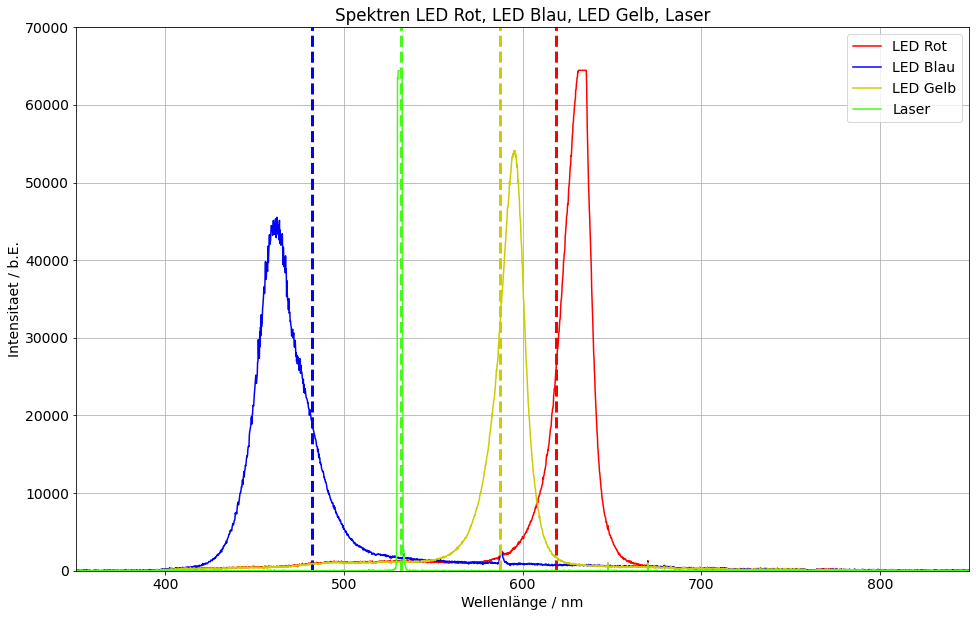 Spektren LED Rot, LED Blau, LED Gelb, Laser
70000
60000
50000
40000
30000
20000
10000
0
Intensitaet / b.E.
LED Rot
LED Blau
LED Gelb
Laser
400
500
600
700
800
Wellenlänge / nm